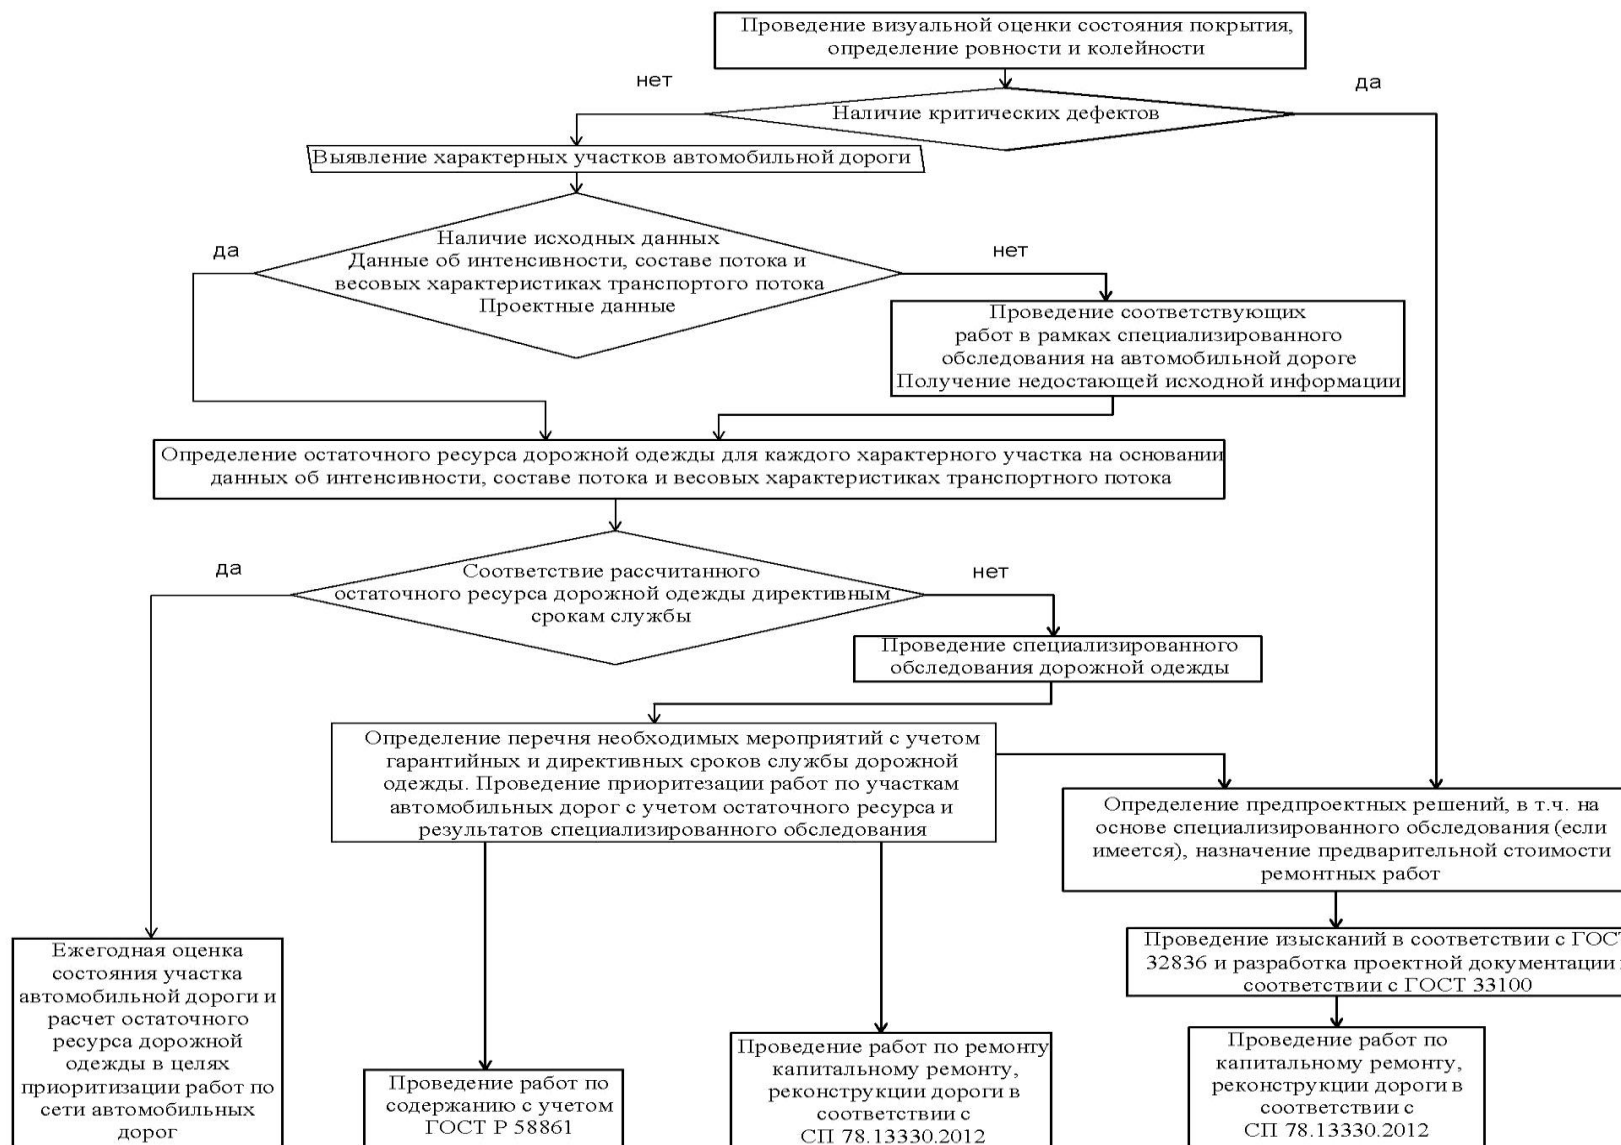 Проведение визуальной оценки состояния покрытия,
определение ровности и колейности
нет
да
Наличие критических дефектов
Выявление характерных участков автомобильной дороги
да
Наличие исходных данных
Данные об интенсивности, составе потока и
весовых характеристиках транспортого потока
Проектные данные
нет
Проведение соответствующих
работ в рамках специализированного
обследования на автомобильной дороге
Получение недостающей исходной информации
Определение остаточного ресурса дорожной одежды для каждого характерного участка на основании
данных об интенсивности, составе потока и весовых характеристиках транспортного потока
да
Соответствие рассчитанного
остаточного ресурса дорожной одежды директивным
срокам службы
нет
Проведение специализированного
обследования дорожной одежды
Определение перечня необходимых мероприятий с учетом
гарантийных и директивных сроков службы дорожной
одежды. Проведение приоритезации работ по участкам
автомобильных дорог с учетом остаточного ресурса и
результатов специализированного обследования
Определение предпроектных решений, в т.ч. на
основе специализированного обследования (если
имеется), назначение предварительной стоимости
ремонтных работ
Проведение изысканий в соответствии с ГОСТ
32836 и разработка проектной документации
соответствии с ГОСТ 33100
Ежегодная оценка
состояния участка
автомобильной дороги и
расчет остаточного
ресурса дорожной
одежды в целях
приоритизации работ по
сети автомобильных
дорог
Проведение работ по
содержанию с учетом
ГОСТ Р 58861
Проведение работ по ремонту
капитальному ремонту,
реконструкции дороги в
соответствии с
СП 78.13330.2012
Проведение работ по
капитальному ремонту,
реконструкции дороги в
соответствии с
СП 78.13330.2012